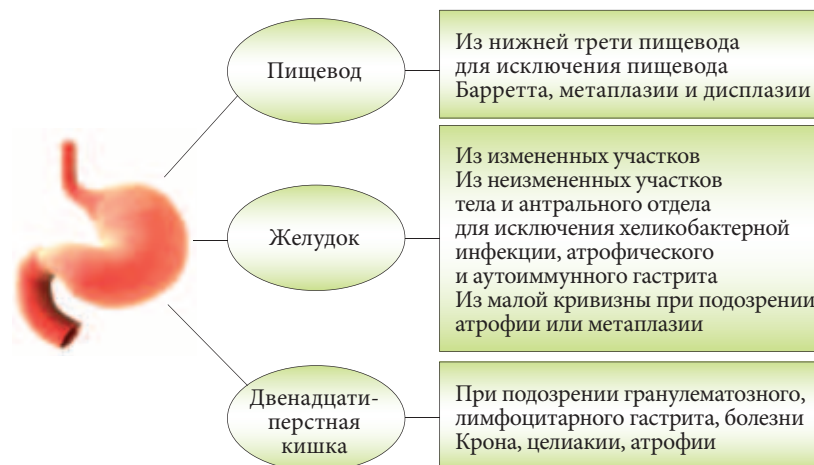 Пищевод
Из нижней трети пищевода
для исключения пищевода
Барретта, метаплазии и дисплазии
Желудок
Из измененных участков
Из неизмененных участков
тела и антрального отдела
для исключения хеликобактерной
инфекции, атрофического
и аутоиммунного гастрита
Из малой кривизны при подозрении
атрофии или метаплазии
Двенадцати-
перстная
кишка
При подозрении гранулематозного,
лимфоцитарного гастрита, болезни
Крона, целиакии, атрофии